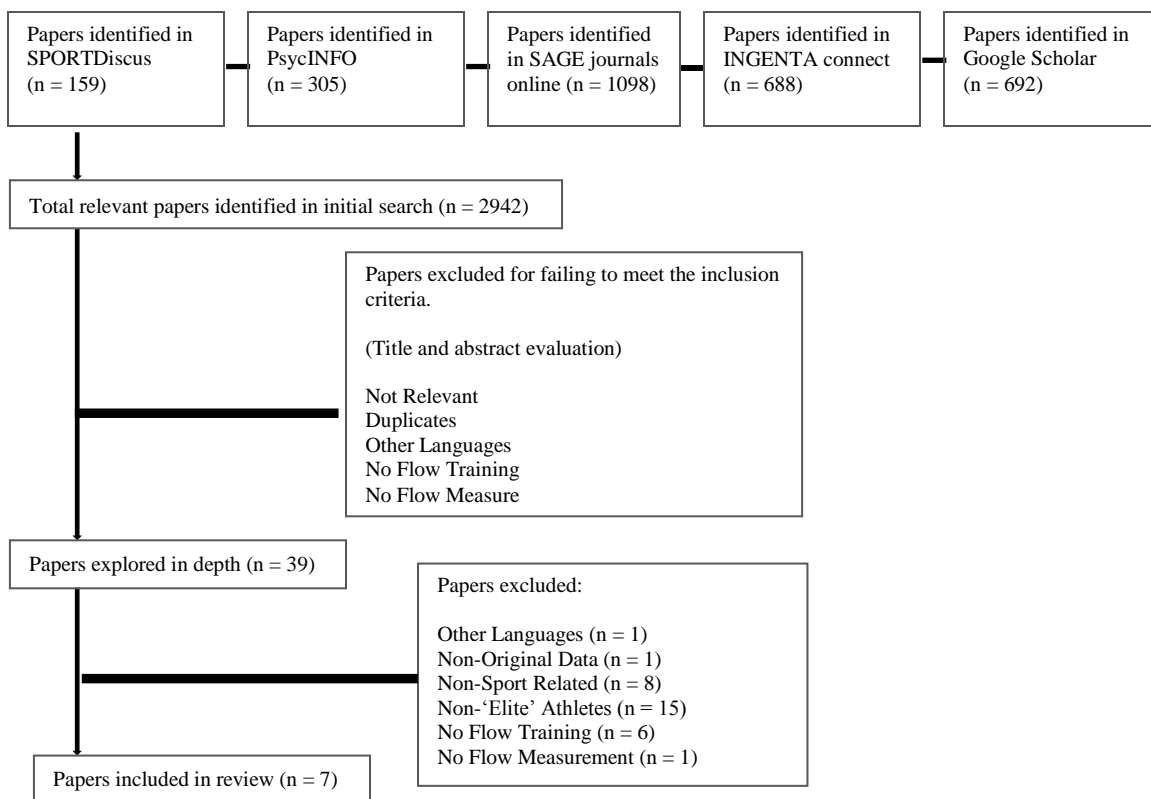 Papers identified in
SPORTDiscus
(n = 159)
Papers identified in
PsycINFO
(n = 305)
Papers identified
in SAGE journals
online (n = 1098)
Papers identified in
INGENTA connect
(n = 688)
Papers identified in
Google Scholar
(n = 692)
Total relevant papers identified in initial search (n = 2942)
Papers excluded for failing to meet the inclusion
criteria.
(Title and abstract evaluation)
Not Relevant
Duplicates
Other Languages
No Flow Training
No Flow Measure
Papers explored in depth (n = 39)
Papers excluded:
Other Languages (n = 1)
Non-Original Data (n = 1)
Non-Sport Related (n = 8)
Non-‘Elite’ Athletes (n = 15)
No Flow Training (n = 6)
No Flow Measurement (n = 1)
Papers included in review (n = 7)